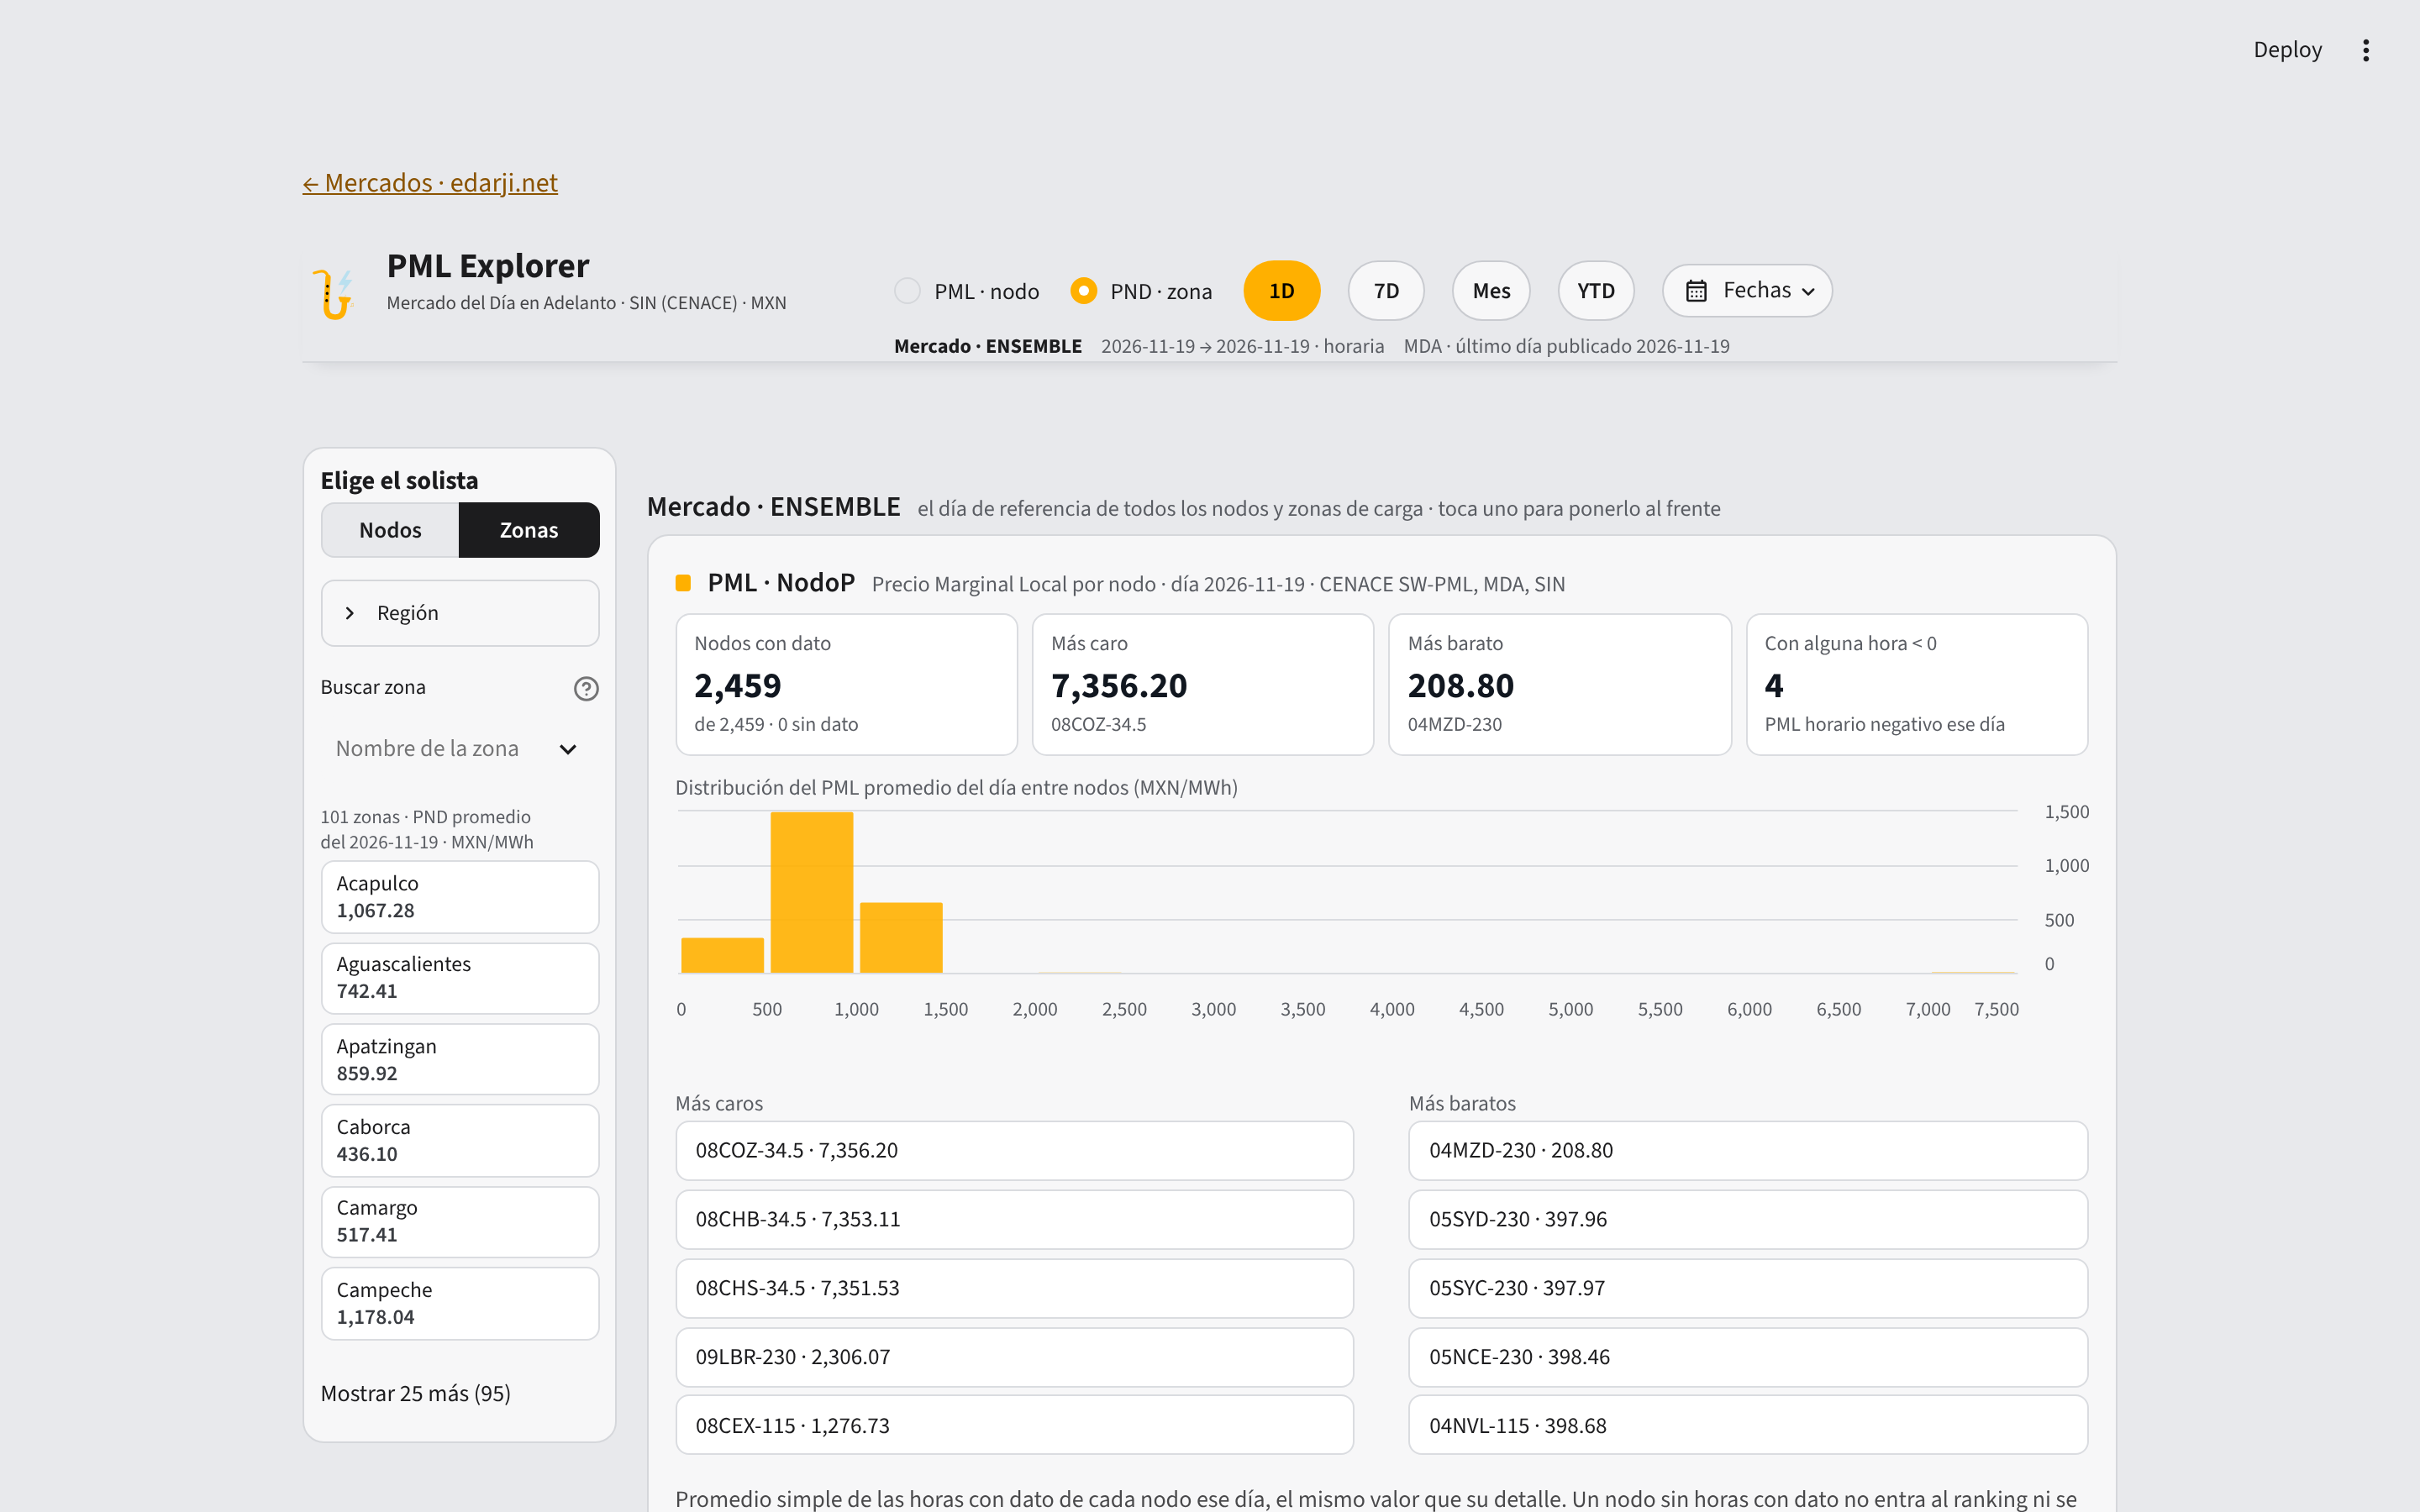 Deploy
← Mercados · edarji.net
PML Explorer
Mercado del Día en Adelanto · SIN (CENACE) · MXN
PML · nodo
PND · zona
1D
7D
Mes
YTD
Fechas
Mercado · ENSEMBLE 2026-11-19 → 2026-11-19 · horaria MDA · último día publicado 2026-11-19
Elige el solista
Nodos
Zonas
Región
Buscar zona
Nombre de la zona
101 zonas · PND promedio
del 2026-11-19 · MXN/MWh
Acapulco
1,067.28
Aguascalientes
742.41
Apatzingan
859.92
Caborca
436.10
Camargo
517.41
Campeche
1,178.04
Mostrar 25 más (95)
Mercado · ENSEMBLE el día de referencia de todos los nodos y zonas de carga · toca uno para ponerlo al frente
PML · NodoP Precio Marginal Local por nodo · día 2026-11-19 · CENACE SW-PML, MDA, SIN
Nodos con dato
2,459
de 2,459 · 0 sin dato
Más caro
7,356.20
08COZ-34.5
Más barato
208.80
04MZD-230
Con alguna hora < 0
4
PML horario negativo ese día
Distribución del PML promedio del día entre nodos (MXN/MWh)
1,500
1,000
500
0
0 500 1,000 1,500 2,000 2,500 3,000 3,500 4,000 4,500 5,000 5,500 6,000 6,500 7,000 7,500
Más caros
08COZ-34.5 · 7,356.20
08CHB-34.5 · 7,353.11
08CHS-34.5 · 7,351.53
09LBR-230 · 2,306.07
08CEX-115 · 1,276.73
Más baratos
04MZD-230 · 208.80
05SYD-230 · 397.96
05SYC-230 · 397.97
05NCE-230 · 398.46
04NVL-115 · 398.68
Promedio simple de las horas con dato de cada nodo ese día, el mismo valor que su detalle. Un nodo sin horas con dato no entra al ranking ni se